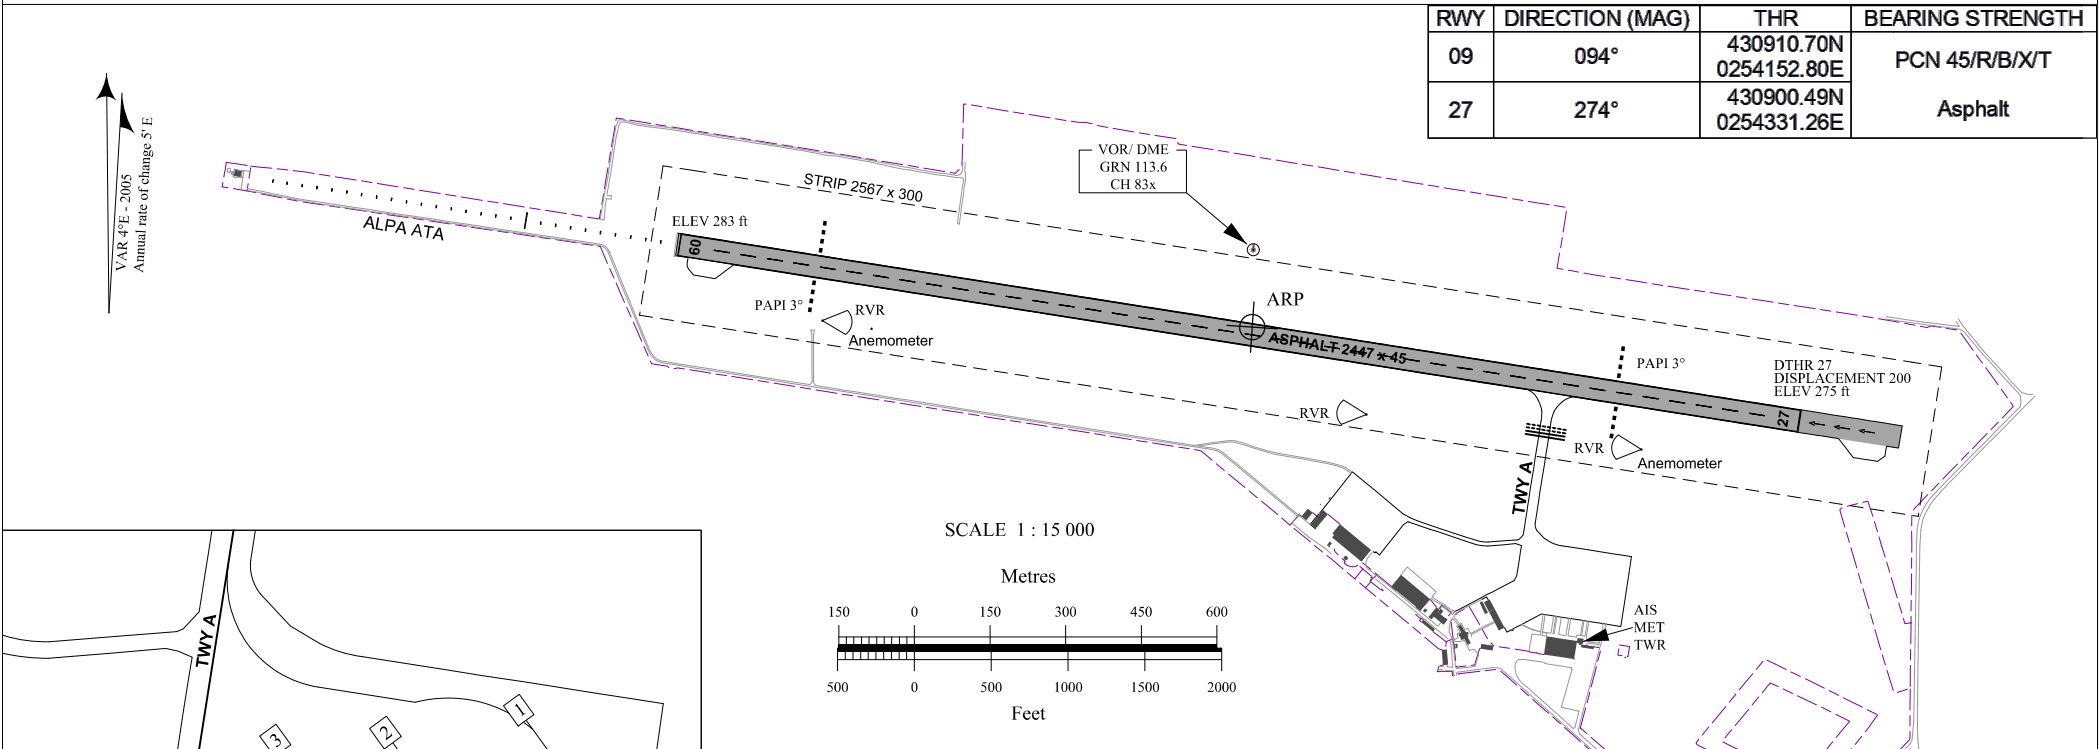 RWY DIRECTION (MAG) THR BEARING STRENGTH
09 094° 430910.70N 0254152.80E PCN 45/R/B/X/T
27 274° 430900.49N 0254331.26E Asphalt
VAR 4°E - 2005
Annual rate of change 5' E
ALPA ATA
STRIP 2567 x 300
VOR/ DME
GRN 113.6
CH 83x
ELEV 283 ft
09
PAPI 3°
RVR
Anemometer
ARP
ASPHALT 2447 x 45
PAPI 3°
DTHR 27
DISPLACEMENT 200
ELEV 275 ft
27
RVR
RVR
Anemometer
TWY A
AIS
MET
TWR
SCALE 1 : 15 000
Metres
150 0 150 300 450 600
500 0 500 1000 1500 2000
Feet
TWY A
1
2
3